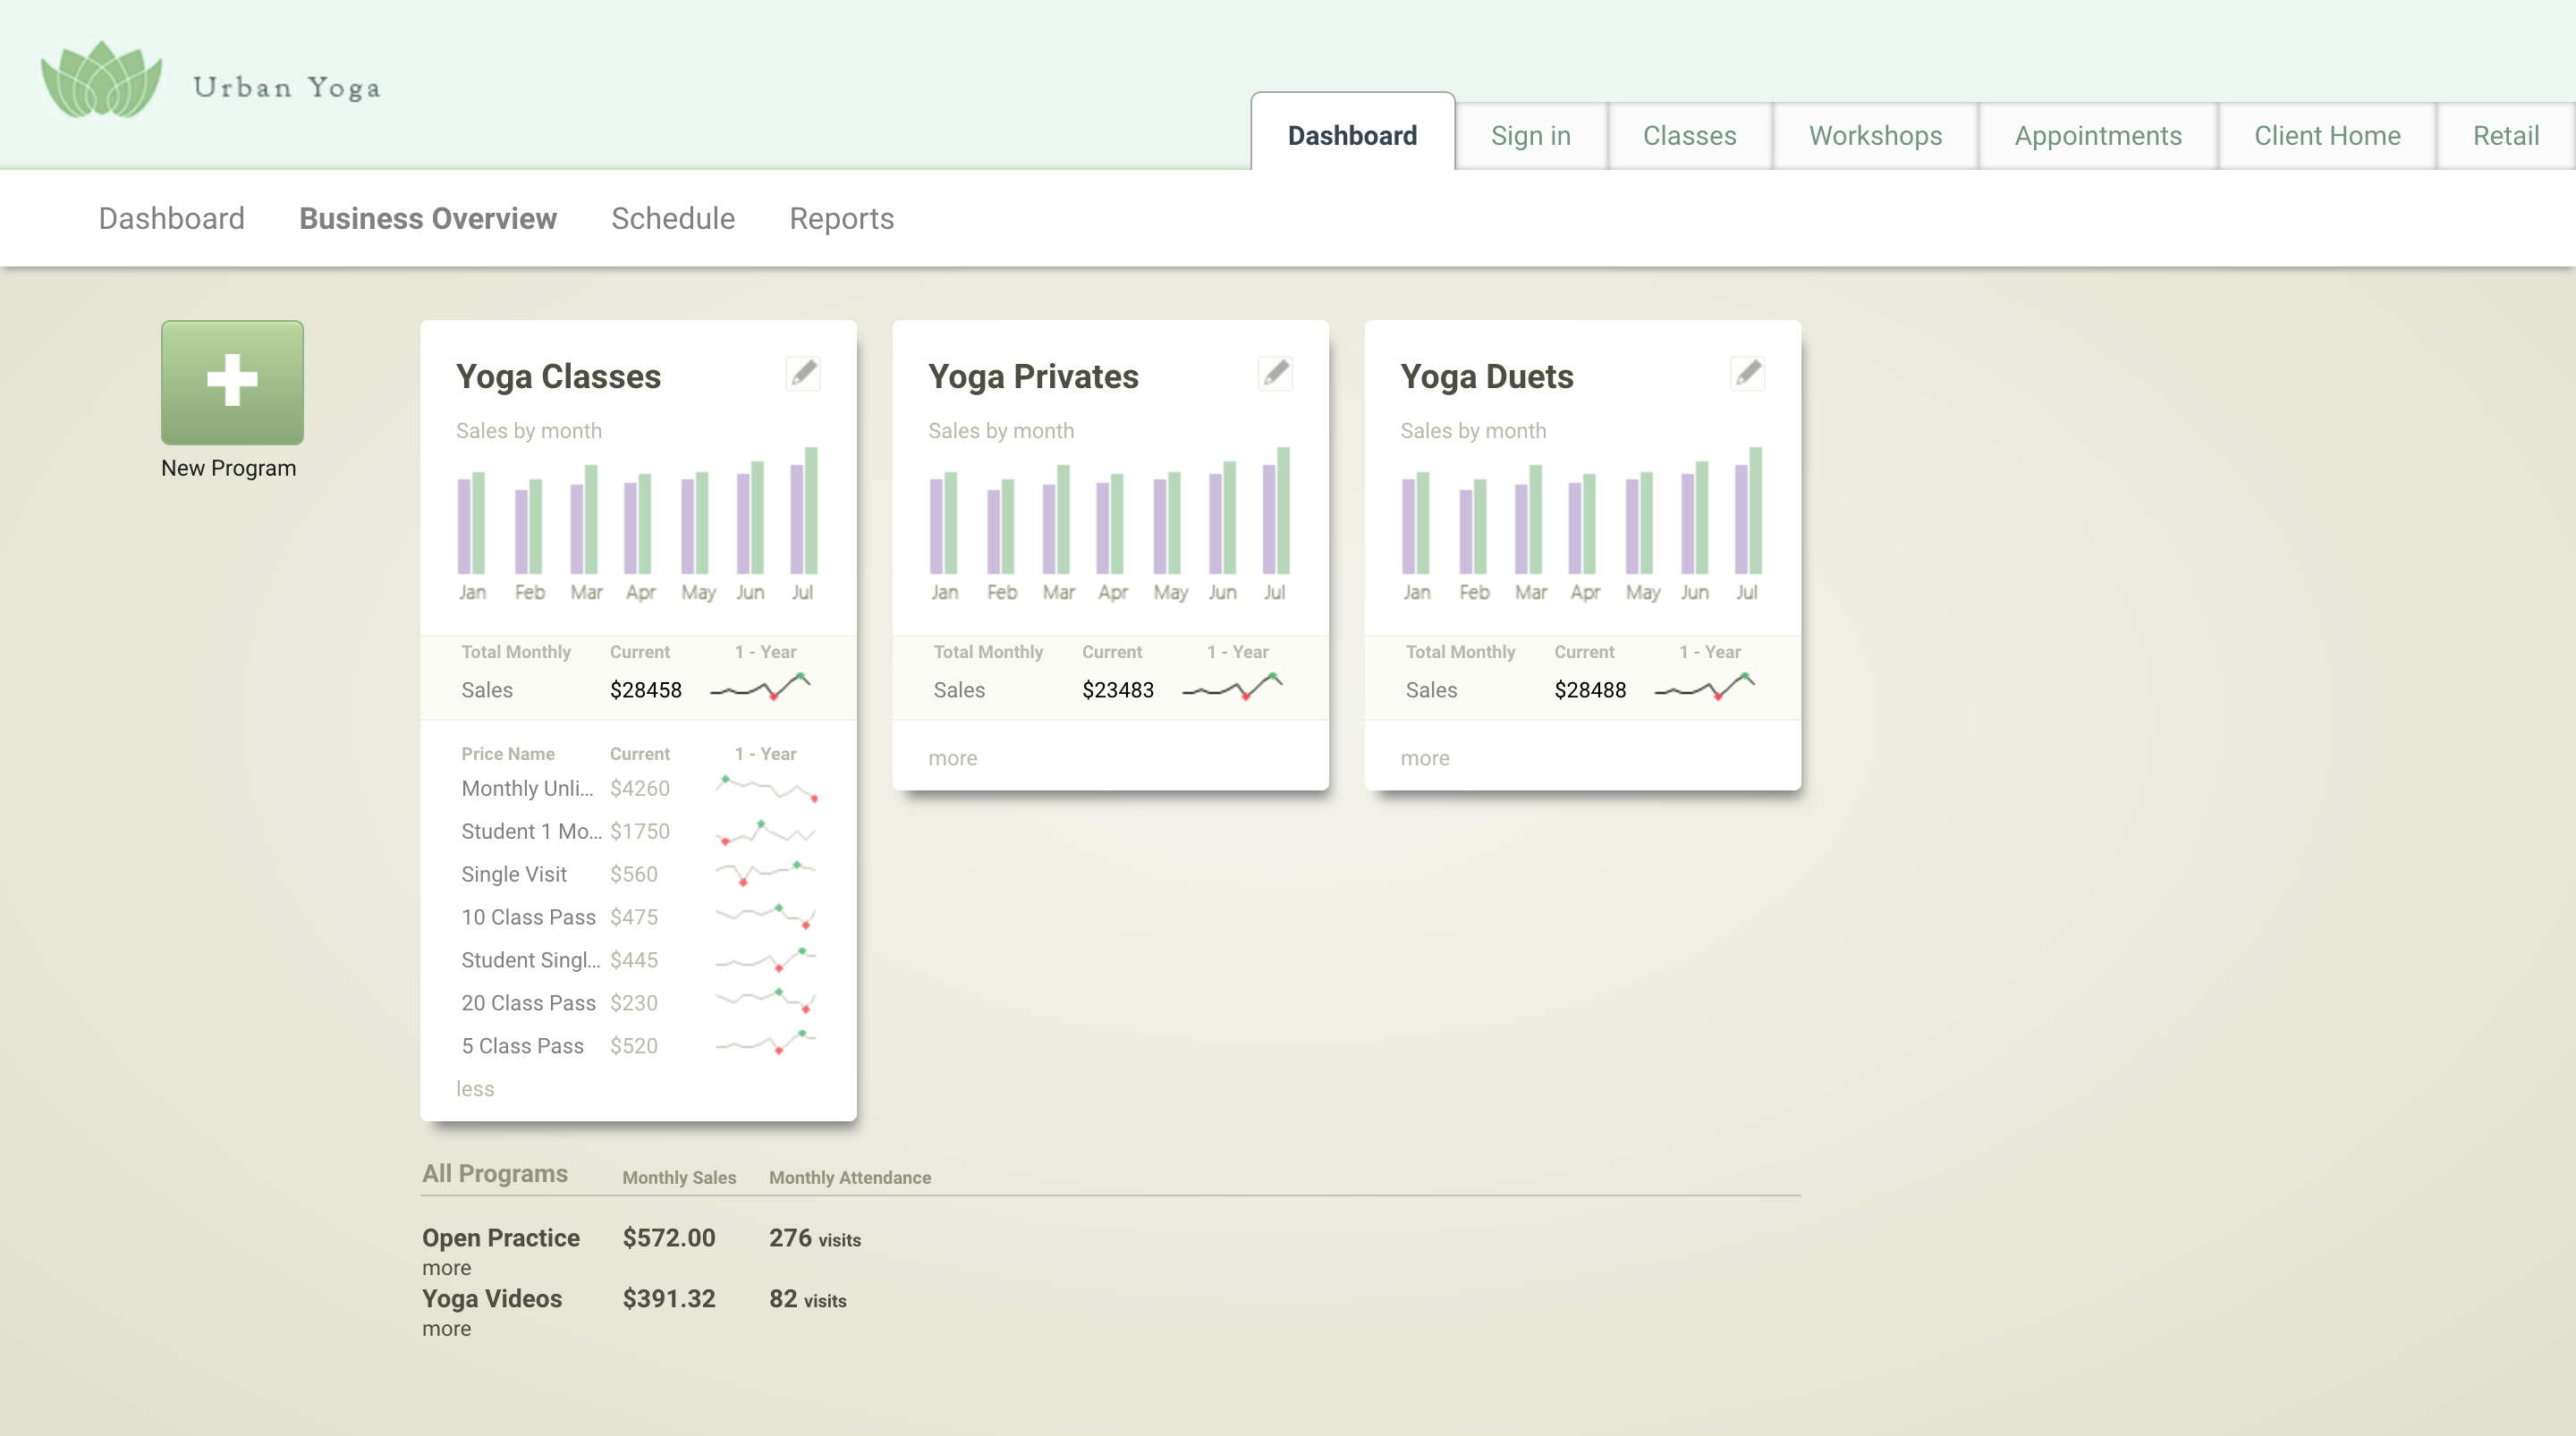 Urban Yoga
Dashboard Sign in Classes Workshops Appointments Client Home Retail
Dashboard Business Overview Schedule Reports
New Program
Yoga Classes
Sales by month
Jan Feb Mar Apr May Jun Jul
Total Monthly Current 1 - Year
Sales $28458
Price Name Current 1 - Year
Monthly Unli... $4260
Student 1 Mo... $1750
Single Visit $560
10 Class Pass $475
Student Singl... $445
20 Class Pass $230
5 Class Pass $520
less
Yoga Privates
Sales by month
Jan Feb Mar Apr May Jun Jul
Total Monthly Current 1 - Year
Sales $23483
more
Yoga Duets
Sales by month
Jan Feb Mar Apr May Jun Jul
Total Monthly Current 1 - Year
Sales $28488
more
All Programs Monthly Sales Monthly Attendance
Open Practice $572.00 276 visits
more
Yoga Videos $391.32 82 visits
more